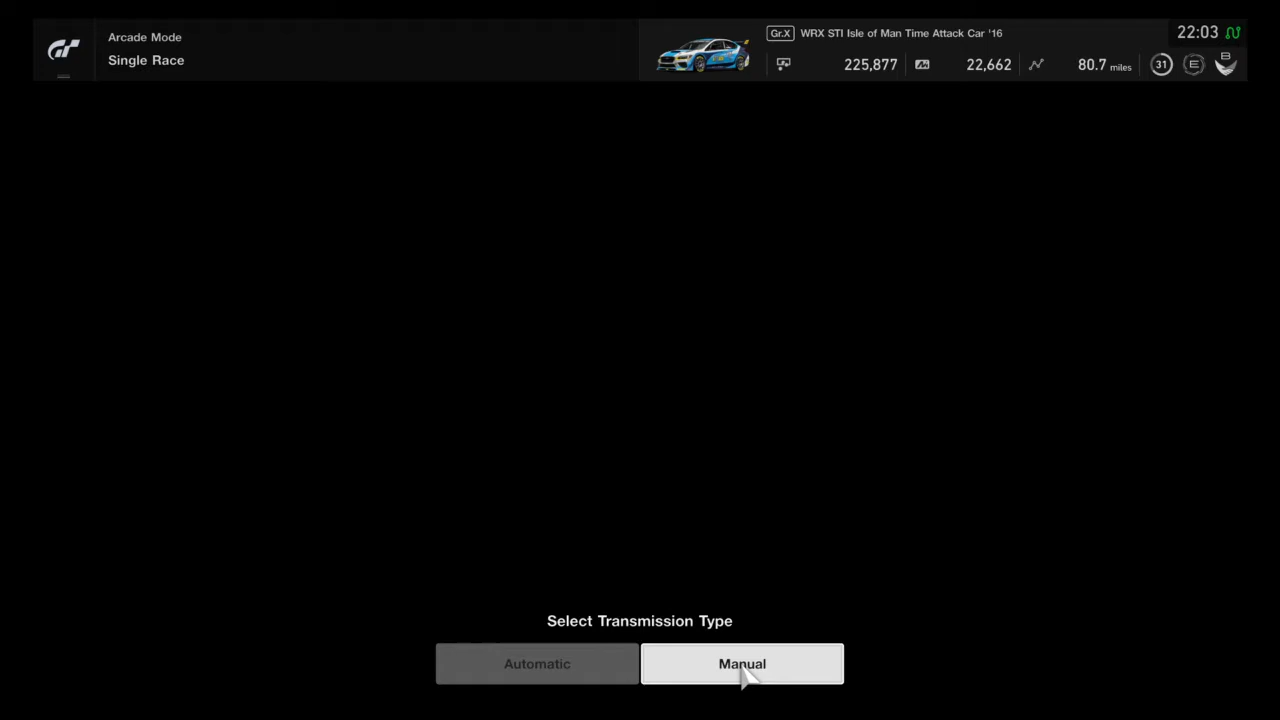 Arcade Mode
Single Race
Gr.X WRX STI Isle of Man Time Attack Car '16
22:03
225,877
22,662
80.7 miles
31
E
B
Select Transmission Type
Automatic
Manual